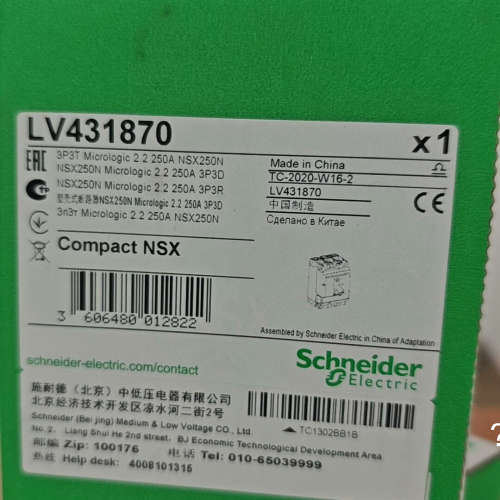 LV431870
x1
3P3T Micrologic 2.2 250A NSX250N
NSX250N Micrologic 2.2 250A 3P3D
NSX250N Micrologic 2.2 250A 3P3R
塑壳式断路器NSX250N Micrologic 2.2 250A 3P3D
3п3т Micrologic 2.2 250A NSX250N
Made in China
TC-2020-W16-2
LV431870
中国制造
Сделано в Китае
EAC
CE
Compact NSX
3 606480 012822
Assembled by Schneider Electric in China of Adaptation
schneider-electric.com/contact
Schneider
Electric
施耐德（北京）中低压电器有限公司
北京经济技术开发区凉水河二街2号
TC1302BB1B
Schneider (Beijing) Medium & Low Voltage CO., Ltd.
No. 2, Liang Shui He 2nd street, BJ Economic Technological Development Area
邮编 Zip: 100176 电话 Tel: 010-65039999
热线 Help desk: 4008101315
?